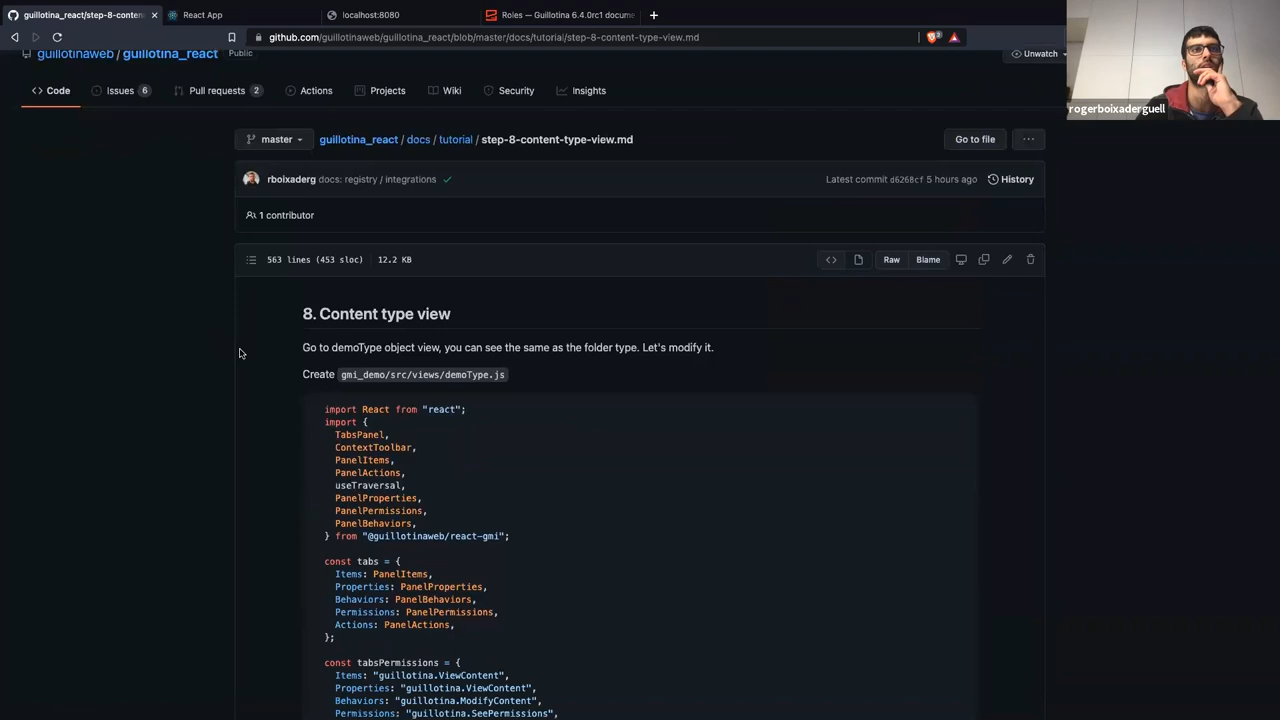 guillotina_react/step-8-conten
React App
localhost:8080
Roles — Guillotina 6.4.0rc1 docume
github.com/guillotinaweb/guillotina_react/blob/master/docs/tutorial/step-8-content-type-view.md
guillotinaweb / guillotina_react Public
Unwatch
rogerboixaderguell
Code Issues 6 Pull requests 2 Actions Projects Wiki Security Insights
master guillotina_react / docs / tutorial / step-8-content-type-view.md Go to file ...
rboixaderg docs: registry / integrations Latest commit d6268cf 5 hours ago History
1 contributor
563 lines (453 sloc) 12.2 KB Raw Blame
8. Content type view
Go to demoType object view, you can see the same as the folder type. Let's modify it.
Create gmi_demo/src/views/demoType.js
import React from "react";
import {
TabsPanel,
ContextToolbar,
PanelItems,
PanelActions,
useTraversal,
PanelProperties,
PanelPermissions,
PanelBehaviors,
} from "@guillotinaweb/react-gmi";
const tabs = {
Items: PanelItems,
Properties: PanelProperties,
Behaviors: PanelBehaviors,
Permissions: PanelPermissions,
Actions: PanelActions,
};
const tabsPermissions = {
Items: "guillotina.ViewContent",
Properties: "guillotina.ViewContent",
Behaviors: "guillotina.ModifyContent",
Permissions: "guillotina.SeePermissions",